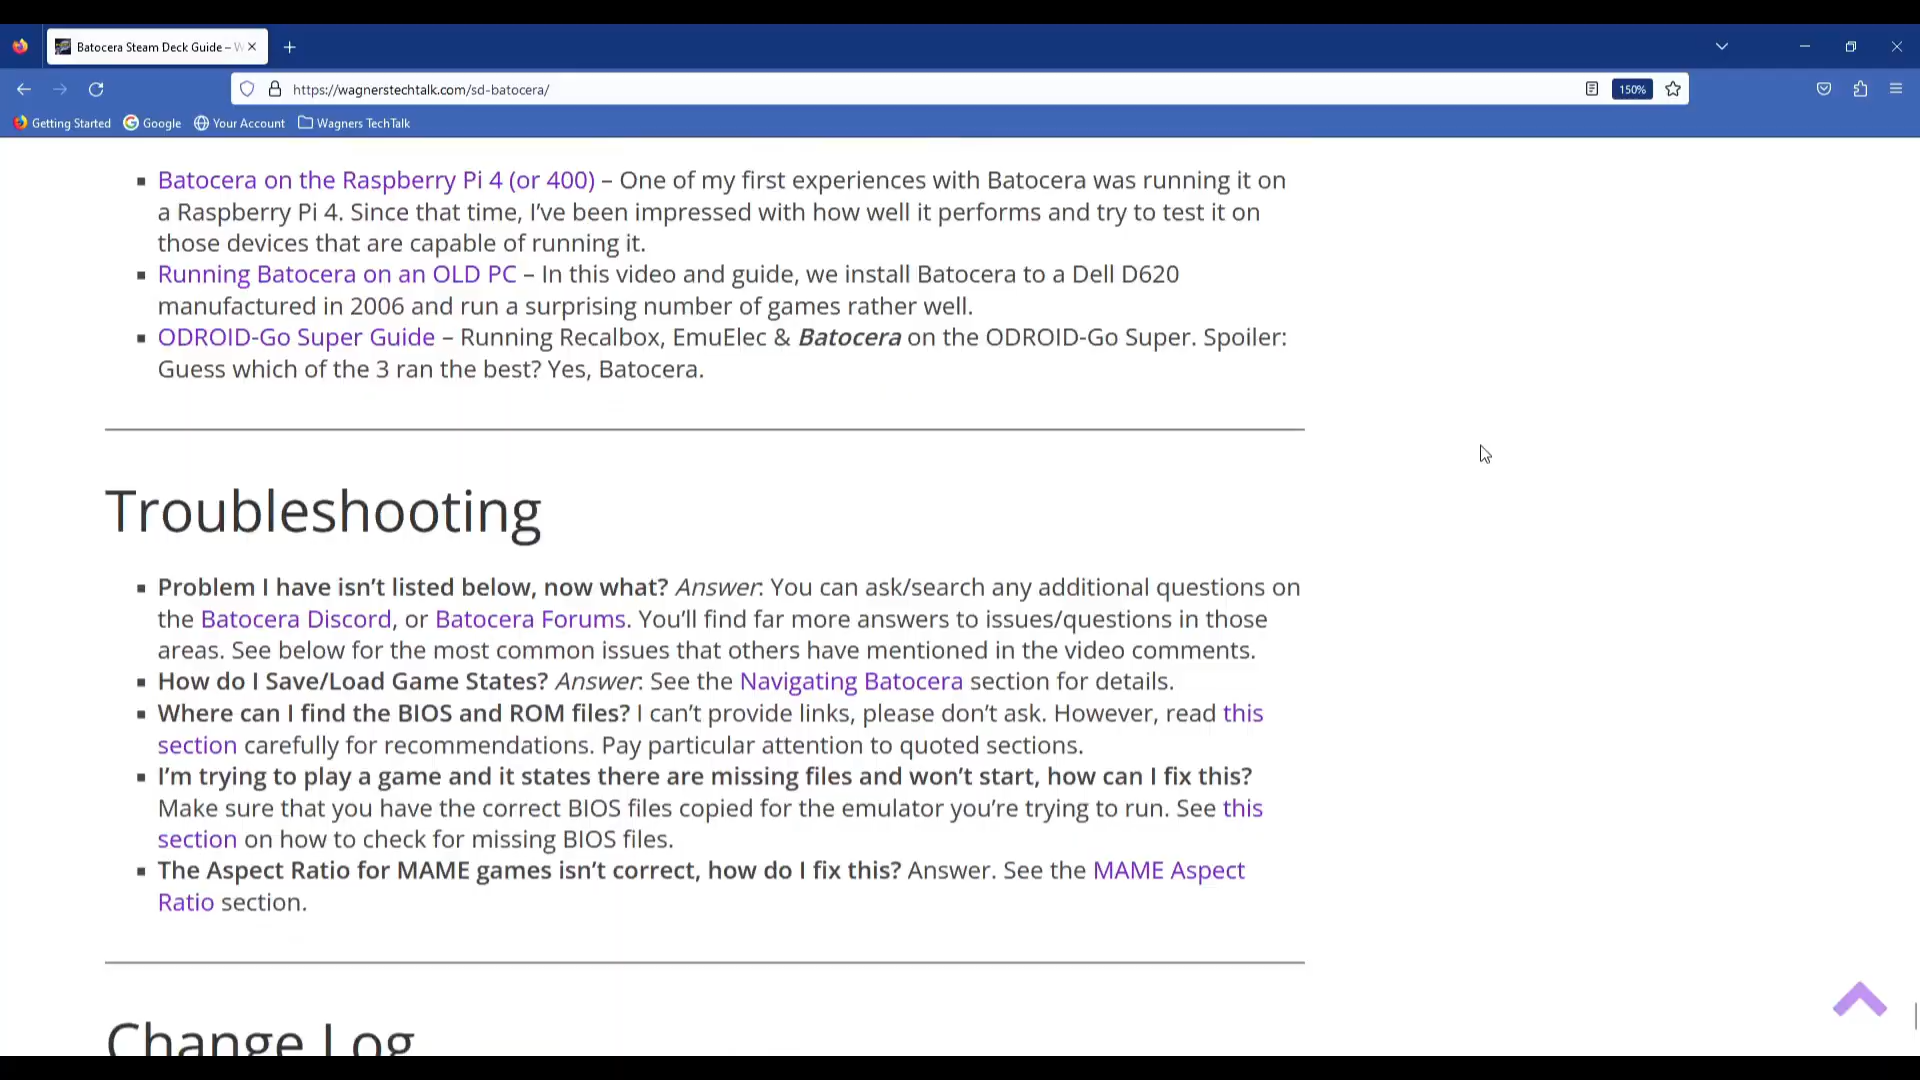 Batocera Steam Deck Guide – W
https://wagnerstechtalk.com/sd-batocera/
150%
Getting Started
Google
Your Account
Wagners TechTalk
Batocera on the Raspberry Pi 4 (or 400) – One of my first experiences with Batocera was running it on
a Raspberry Pi 4. Since that time, I’ve been impressed with how well it performs and try to test it on
those devices that are capable of running it.
Running Batocera on an OLD PC – In this video and guide, we install Batocera to a Dell D620
manufactured in 2006 and run a surprising number of games rather well.
ODROID-Go Super Guide – Running Recalbox, EmuElec & Batocera on the ODROID-Go Super. Spoiler:
Guess which of the 3 ran the best? Yes, Batocera.
Troubleshooting
Problem I have isn’t listed below, now what? Answer: You can ask/search any additional questions on
the Batocera Discord, or Batocera Forums. You’ll find far more answers to issues/questions in those
areas. See below for the most common issues that others have mentioned in the video comments.
How do I Save/Load Game States? Answer: See the Navigating Batocera section for details.
Where can I find the BIOS and ROM files? I can’t provide links, please don’t ask. However, read this
section carefully for recommendations. Pay particular attention to quoted sections.
I’m trying to play a game and it states there are missing files and won’t start, how can I fix this?
Make sure that you have the correct BIOS files copied for the emulator you’re trying to run. See this
section on how to check for missing BIOS files.
The Aspect Ratio for MAME games isn’t correct, how do I fix this? Answer. See the MAME Aspect
Ratio section.
Change Log